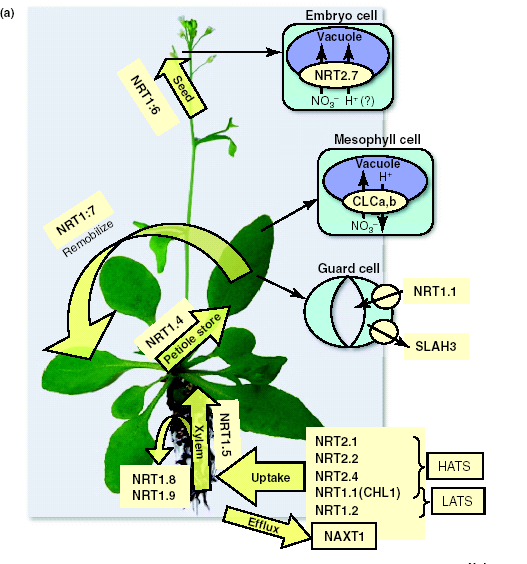 (a)
Embryo cell
Vacuole
NRT2.7
NO3⁻ H⁺(?)
NRT1:6
Seed
Mesophyll cell
Vacuole
H⁺
CLCa,b
NO3⁻
NRT1:7
Remobilize
Guard cell
NRT1.1
SLAH3
NRT1.4
Petiole store
Xylem
NRT1.5
NRT1.8
NRT1.9
Uptake
NRT2.1
NRT2.2
NRT2.4
NRT1.1(CHL1)
NRT1.2
HATS
LATS
Efflux
NAXT1